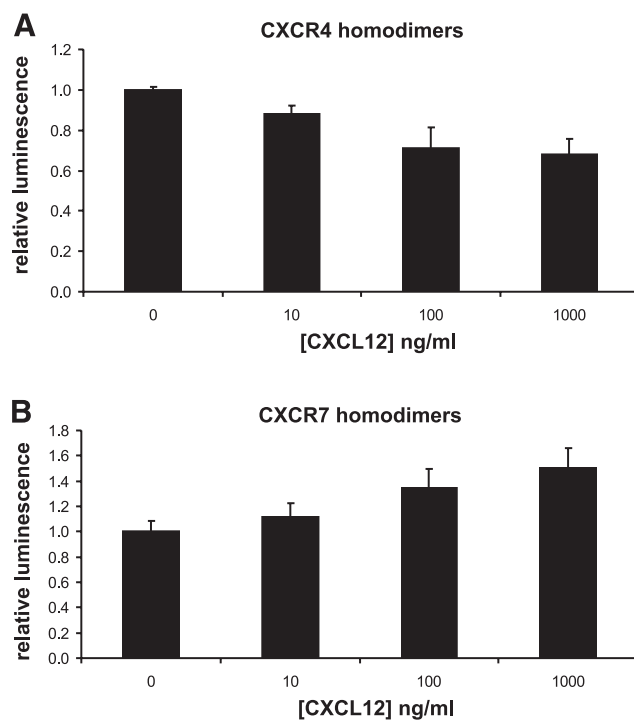 A
CXCR4 homodimers
relative luminescence
1.2
1.0
0.8
0.6
0.4
0.2
0.0
0 10 100 1000
[CXCL12] ng/ml
B
CXCR7 homodimers
relative luminescence
1.8
1.6
1.4
1.2
1.0
0.8
0.6
0.4
0.2
0.0
0 10 100 1000
[CXCL12] ng/ml